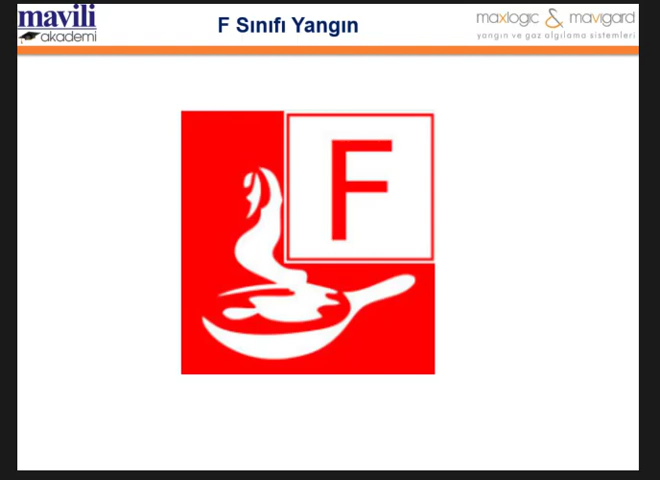 mavili
akademi
F Sınıfı Yangın
maxlogic & mavigard
yangın ve gaz algılama sistemleri
F